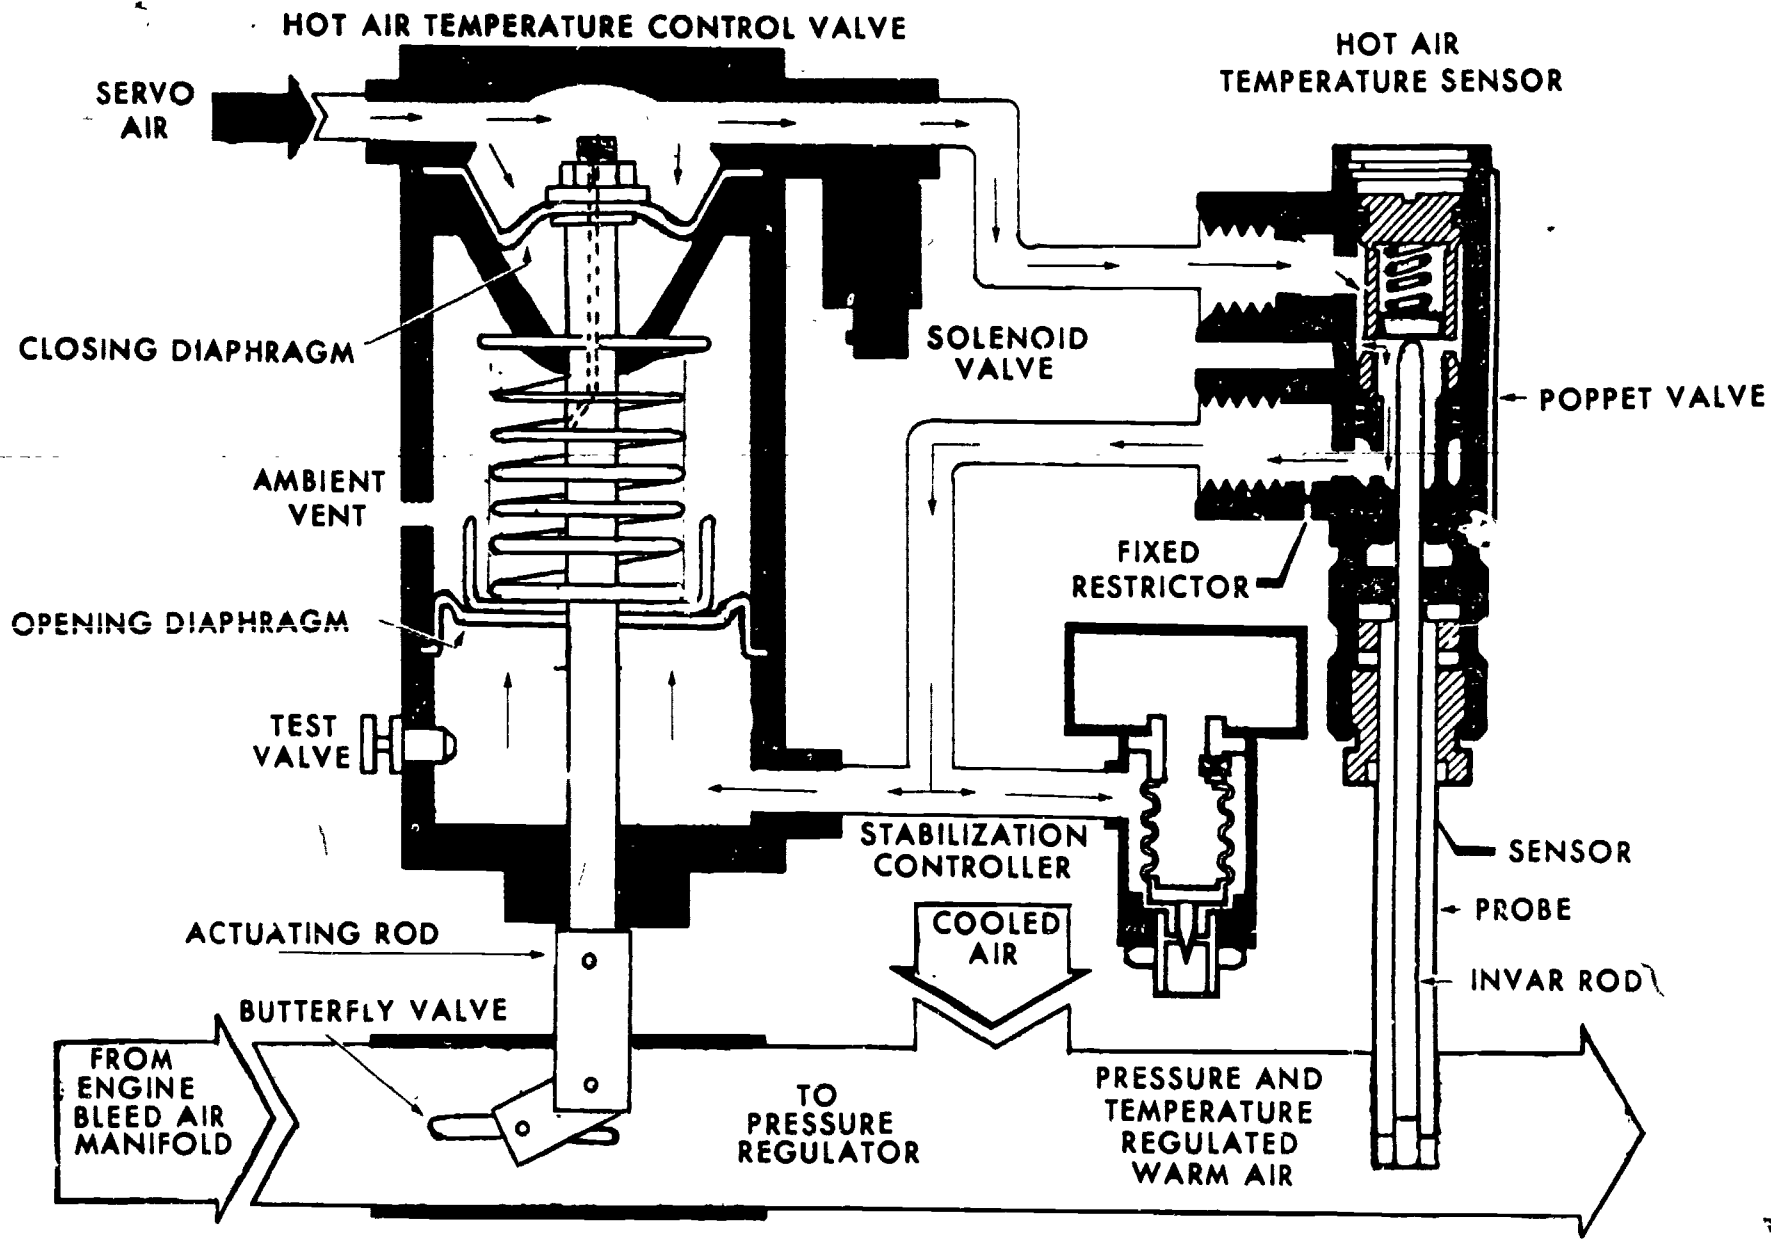 HOT AIR TEMPERATURE CONTROL VALVE
HOT AIR
TEMPERATURE SENSOR
SERVO
AIR
CLOSING DIAPHRAGM
SOLENOID
VALVE
POPPET VALVE
AMBIENT
VENT
FIXED
RESTRICTOR
OPENING DIAPHRAGM
TEST
VALVE
STABILIZATION
CONTROLLER
SENSOR
PROBE
INVAR ROD
ACTUATING ROD
COOLED
AIR
BUTTERFLY VALVE
FROM
ENGINE
BLEED AIR
MANIFOLD
TO
PRESSURE
REGULATOR
PRESSURE AND
TEMPERATURE
REGULATED
WARM AIR